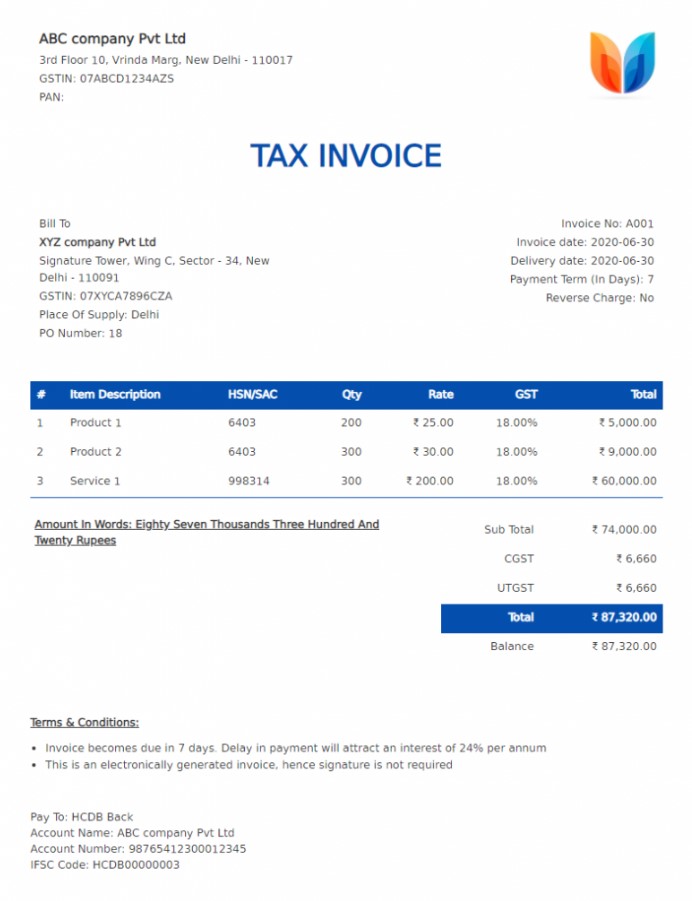 ABC company Pvt Ltd
3rd Floor 10, Vrinda Marg, New Delhi - 110017
GSTIN: 07ABCD1234AZS
PAN:
TAX INVOICE
Bill To
XYZ company Pvt Ltd
Signature Tower, Wing C, Sector - 34, New
Delhi - 110091
GSTIN: 07XYCA7896CZA
Place Of Supply: Delhi
PO Number: 18
Invoice No: A001
Invoice date: 2020-06-30
Delivery date: 2020-06-30
Payment Term (In Days): 7
Reverse Charge: No
# Item Description HSN/SAC Qty Rate GST Total
1 Product 1 6403 200 ₹ 25.00 18.00% ₹ 5,000.00
2 Product 2 6403 300 ₹ 30.00 18.00% ₹ 9,000.00
3 Service 1 998314 300 ₹ 200.00 18.00% ₹ 60,000.00
Amount In Words: Eighty Seven Thousands Three Hundred And
Twenty Rupees
Sub Total ₹ 74,000.00
CGST ₹ 6,660
UTGST ₹ 6,660
Total ₹ 87,320.00
Balance ₹ 87,320.00
Terms & Conditions:
• Invoice becomes due in 7 days. Delay in payment will attract an interest of 24% per annum
• This is an electronically generated invoice, hence signature is not required
Pay To: HCDB Back
Account Name: ABC company Pvt Ltd
Account Number: 98765412300012345
IFSC Code: HCDB00000003